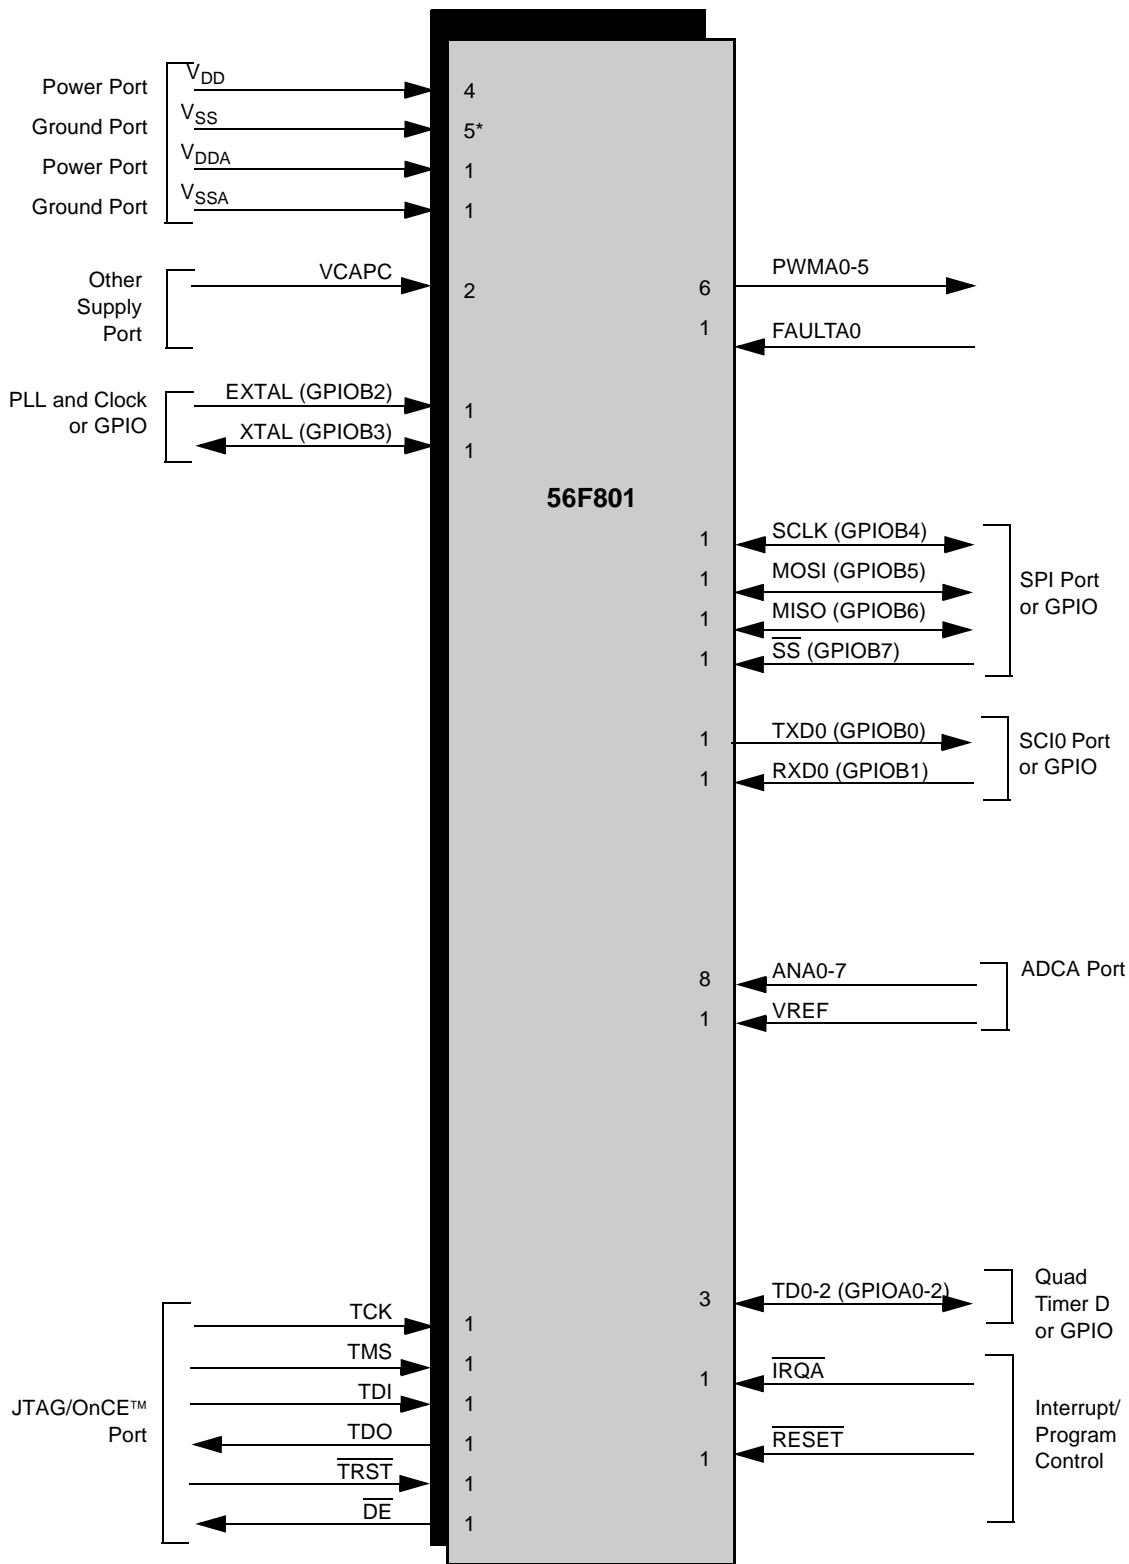 Power Port
V_DD
4
Ground Port
V_SS
5*
Power Port
V_DDA
1
Ground Port
V_SSA
1
Other
Supply
Port
VCAPC
2
PLL and Clock
or GPIO
EXTAL (GPIOB2)
1
XTAL (GPIOB3)
1
56F801
6
PWMA0-5
1
FAULTA0
1
SCLK (GPIOB4)
1
MOSI (GPIOB5)
1
MISO (GPIOB6)
1
S̅S̅ (GPIOB7)
SPI Port
or GPIO
1
TXD0 (GPIOB0)
1
RXD0 (GPIOB1)
SCI0 Port
or GPIO
8
ANA0-7
1
VREF
ADCA Port
3
TD0-2 (GPIOA0-2)
Quad
Timer D
or GPIO
1
I̅R̅Q̅A̅
1
R̅E̅S̅E̅T̅
Interrupt/
Program
Control
JTAG/OnCE™
Port
TCK
1
TMS
1
TDI
1
TDO
1
T̅R̅S̅T̅
1
D̅E̅
1